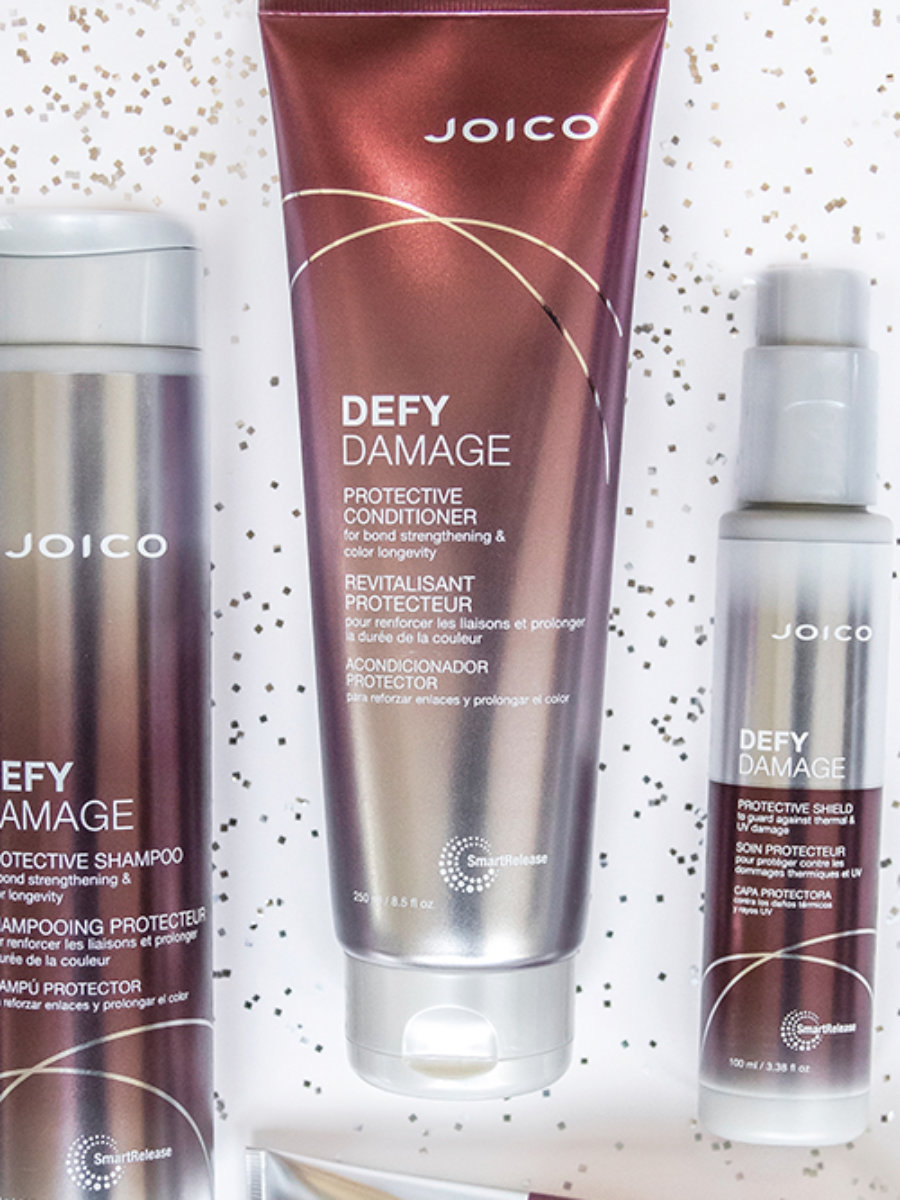 JOICO
DEFY
DAMAGE
PROTECTIVE
CONDITIONER
for bond strengthening &
color longevity
REVITALISANT
PROTECTEUR
pour renforcer les liaisons et prolonger
la durée de la couleur
ACONDICIONADOR
PROTECTOR
para reforzar enlaces y prolongar el color
SmartRelease
250 ml / 8.5 fl oz
JOICO
EFY
AMAGE
OTECTIVE SHAMPOO
bond strengthening &
r longevity
AMPOOING PROTECTEUR
r renforcer les liaisons et prolonger
urée de la couleur
AMPÚ PROTECTOR
reforzar enlaces y prolongar el color
SmartRelease
JOICO
DEFY
DAMAGE
PROTECTIVE SHIELD
to guard against thermal &
UV damage
SOIN PROTECTEUR
pour protéger contre les
dommages thermiques et UV
CAPA PROTECTORA
contra los daños térmicos
y rayos UV
SmartRelease
100 ml / 3.38 fl oz